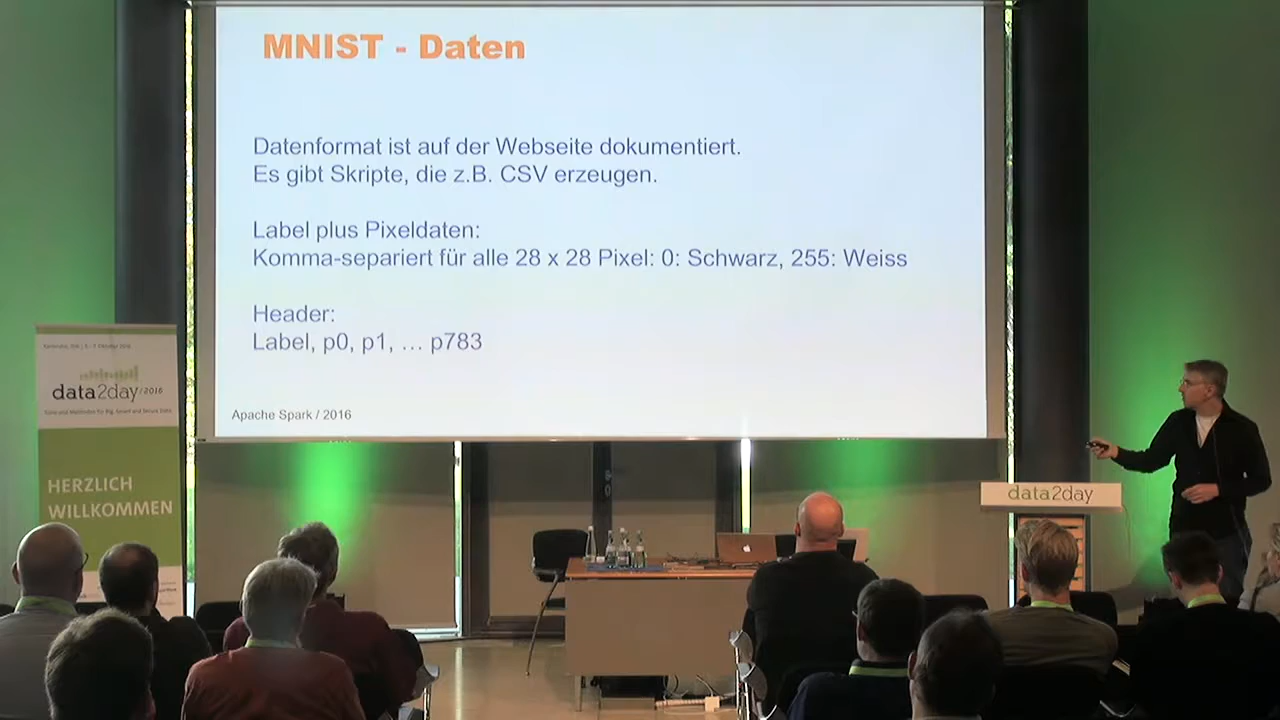 MNIST - Daten
Datenformat ist auf der Webseite dokumentiert.
Es gibt Skripte, die z.B. CSV erzeugen.
Label plus Pixeldaten:
Komma-separiert für alle 28 x 28 Pixel: 0: Schwarz, 255: Weiss
Header:
Label, p0, p1, … p783
Apache Spark / 2016
data2day/2016
HERZLICH
WILLKOMMEN
data2day